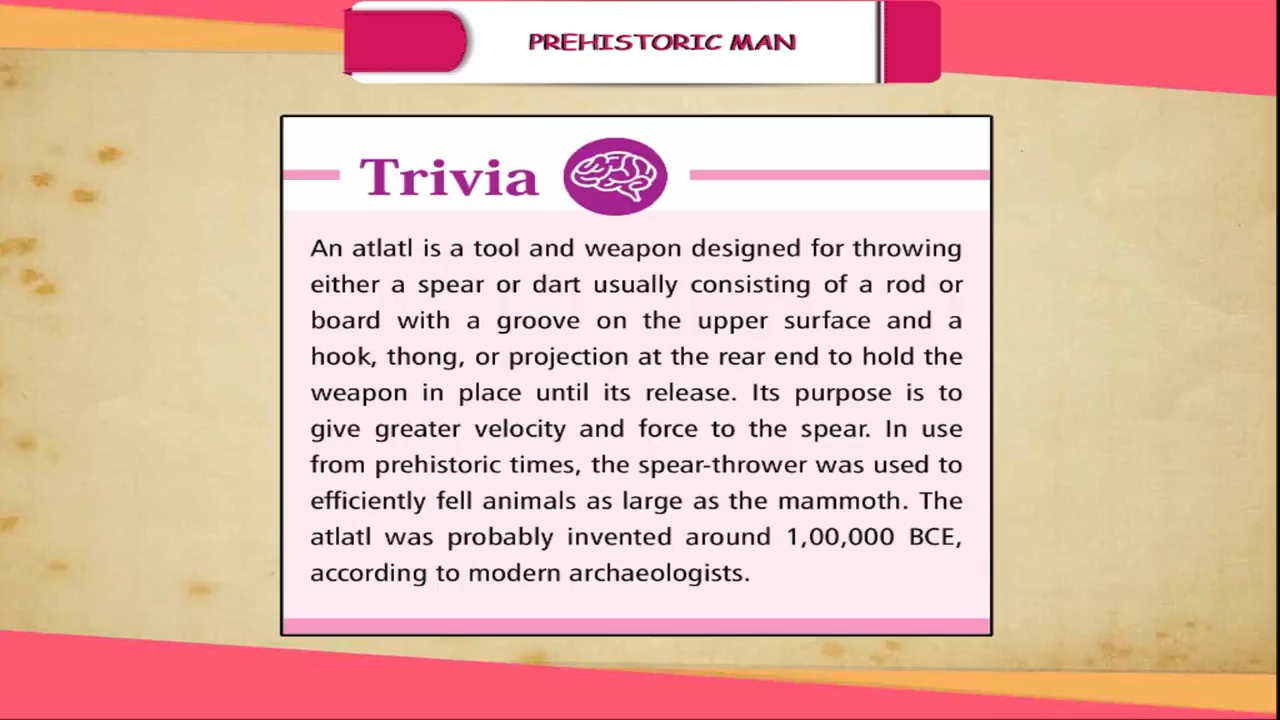 PREHISTORIC MAN
Trivia
An atlatl is a tool and weapon designed for throwing
either a spear or dart usually consisting of a rod or
board with a groove on the upper surface and a
hook, thong, or projection at the rear end to hold the
weapon in place until its release. Its purpose is to
give greater velocity and force to the spear. In use
from prehistoric times, the spear-thrower was used to
efficiently fell animals as large as the mammoth. The
atlatl was probably invented around 1,00,000 BCE,
according to modern archaeologists.